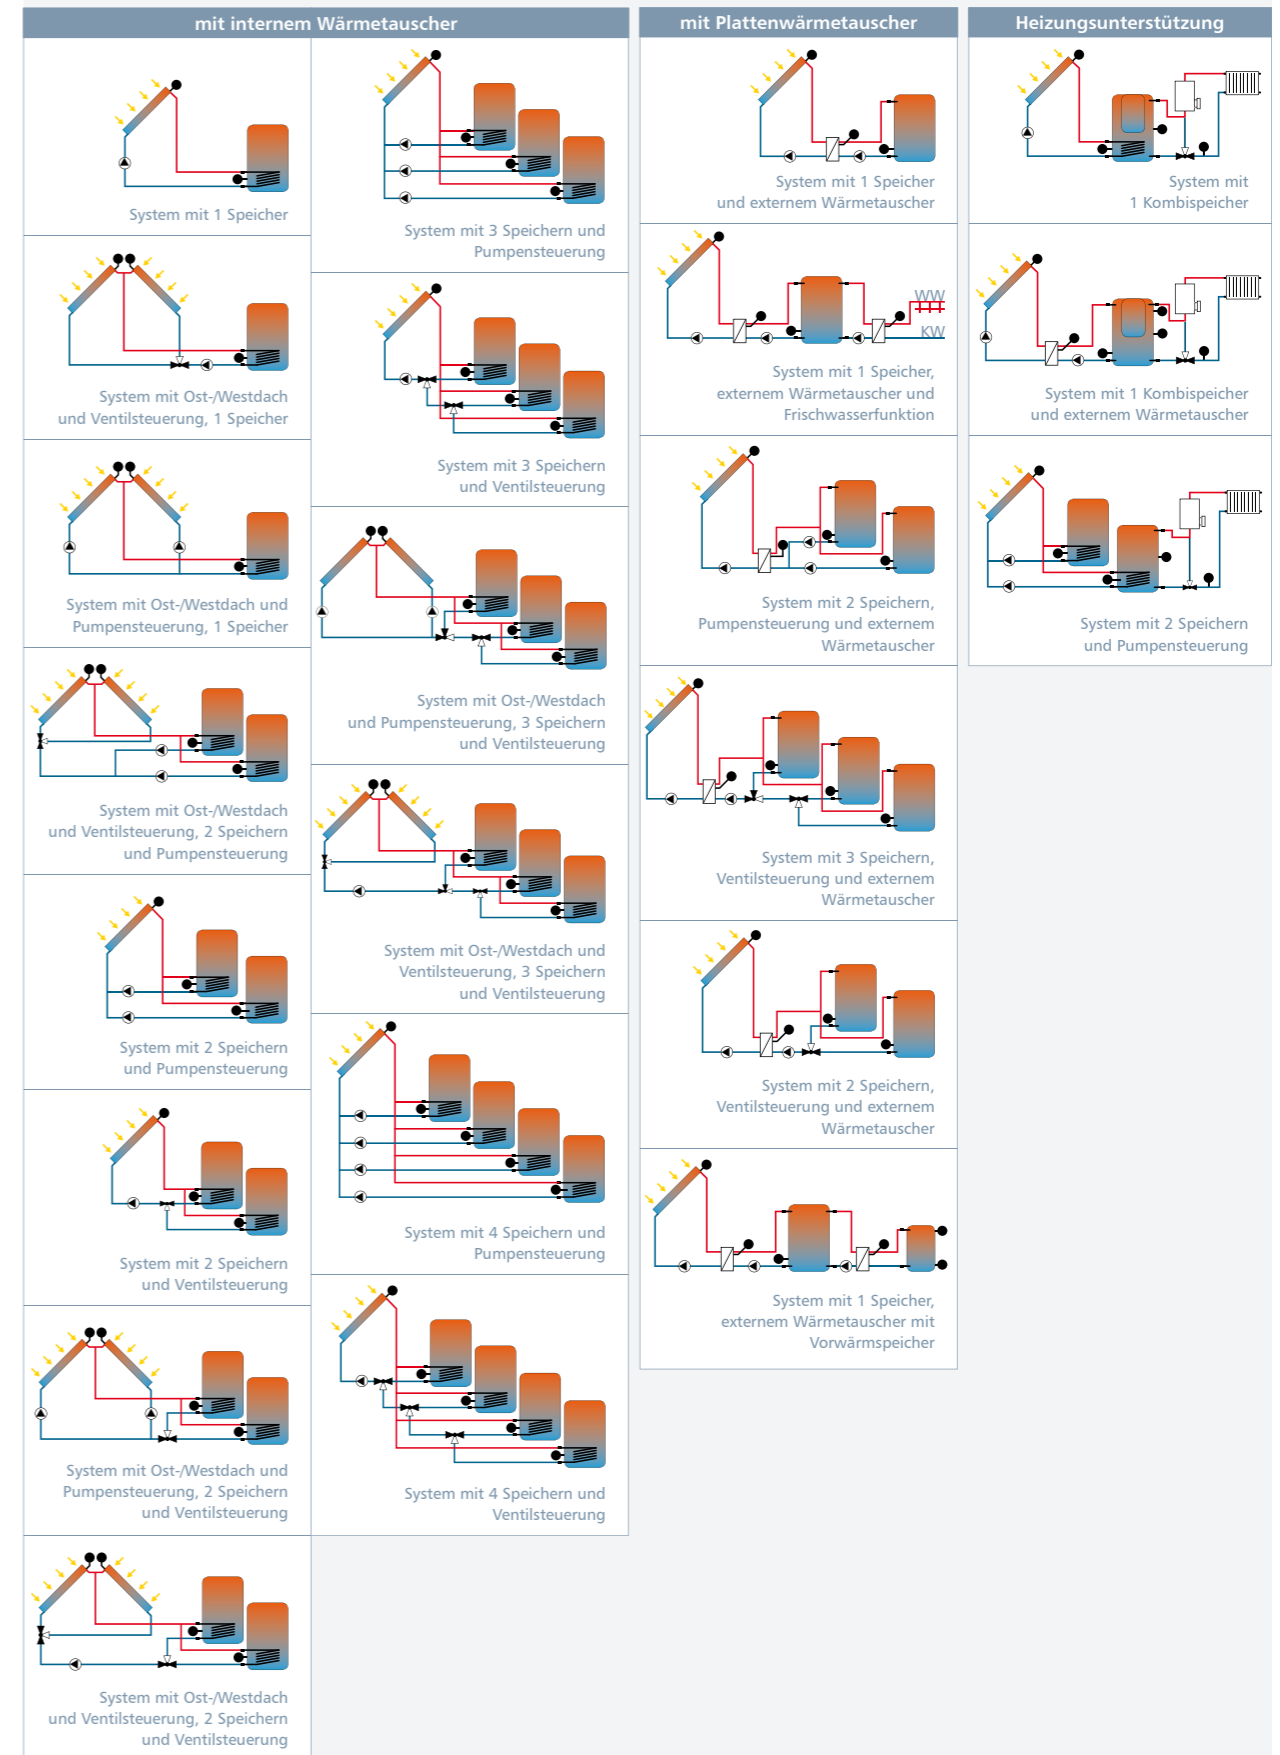 mit internem Wärmetauscher
System mit 1 Speicher
System mit Ost-/Westdach
und Ventilsteuerung, 1 Speicher
System mit Ost-/Westdach und
Pumpensteuerung, 1 Speicher
System mit Ost-/Westdach
und Ventilsteuerung, 2 Speichern
und Pumpensteuerung
System mit 2 Speichern
und Pumpensteuerung
System mit 2 Speichern
und Ventilsteuerung
System mit Ost-/Westdach und
Pumpensteuerung, 2 Speichern
und Ventilsteuerung
System mit Ost-/Westdach
und Ventilsteuerung, 2 Speichern
und Ventilsteuerung
System mit 3 Speichern und
Pumpensteuerung
System mit 3 Speichern
und Ventilsteuerung
System mit Ost-/Westdach
und Pumpensteuerung, 3 Speichern
und Ventilsteuerung
System mit Ost-/Westdach und
Ventilsteuerung, 3 Speichern
und Ventilsteuerung
System mit 4 Speichern und
Pumpensteuerung
System mit 4 Speichern und
Ventilsteuerung
mit Plattenwärmetauscher
System mit 1 Speicher
und externem Wärmetauscher
WW
KW
System mit 1 Speicher,
externem Wärmetauscher und
Frischwasserfunktion
System mit 2 Speichern,
Pumpensteuerung und externem
Wärmetauscher
System mit 3 Speichern,
Ventilsteuerung und externem
Wärmetauscher
System mit 2 Speichern,
Ventilsteuerung und externem
Wärmetauscher
System mit 1 Speicher,
externem Wärmetauscher mit
Vorwärmspeicher
Heizungsunterstützung
System mit
1 Kombispeicher
System mit 1 Kombispeicher
und externem Wärmetauscher
System mit 2 Speichern
und Pumpensteuerung